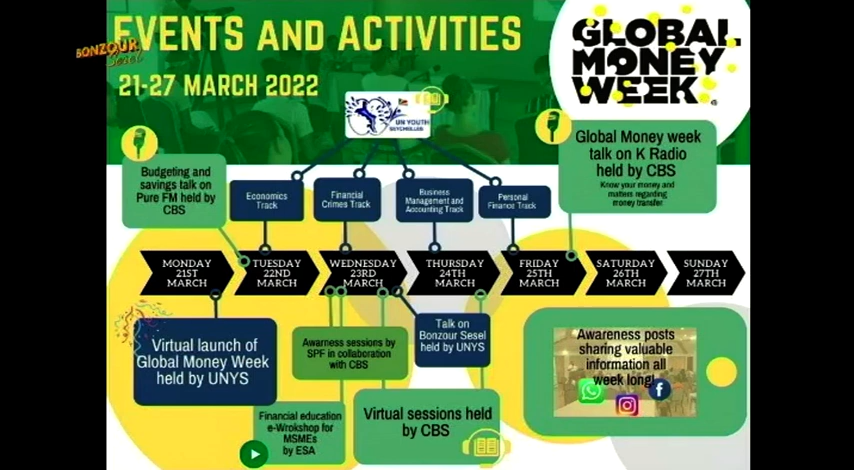 BONZOUR
Sesel
EVENTS AND ACTIVITIES
21-27 MARCH 2022
GLOBAL
MONEY
WEEK
UN YOUTH
SEYCHELLES
Budgeting and
savings talk on
Pure FM held by
CBS
Economics
Track
Financial
Crimes Track
Business
Management and
Accounting Track
Personal
Finance Track
Global Money week
talk on K Radio
held by CBS
Know your money and
matters regarding
money transfer
MONDAY
21ST
MARCH
TUESDAY
22ND
MARCH
WEDNESDAY
23RD
MARCH
THURSDAY
24TH
MARCH
FRIDAY
25TH
MARCH
SATURDAY
26TH
MARCH
SUNDAY
27TH
MARCH
Virtual launch of
Global Money Week
held by UNYS
Awarness sessions by
SPF in collaboration
with CBS
Talk on
Bonzour Sesel
held by UNYS
Financial education
e-Wrokshop for
MSMEs
by ESA
Virtual sessions held
by CBS
Awareness posts
sharing valuable
information all
week long!